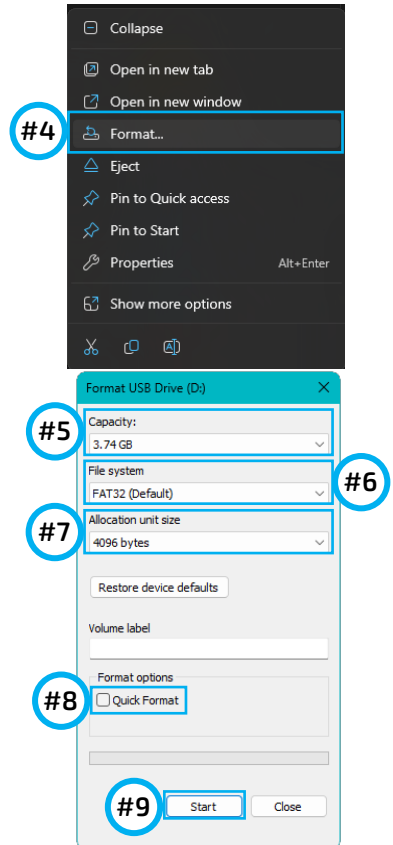 Collapse
Open in new tab
Open in new window
#4
Format...
Eject
Pin to Quick access
Pin to Start
Properties Alt+Enter
Show more options
A
Format USB Drive (D:)
#5
Capacity:
3.74 GB
File system
#6
FAT32 (Default)
#7
Allocation unit size
4096 bytes
Restore device defaults
Volume label
Format options
#8
Quick Format
#9
Start Close